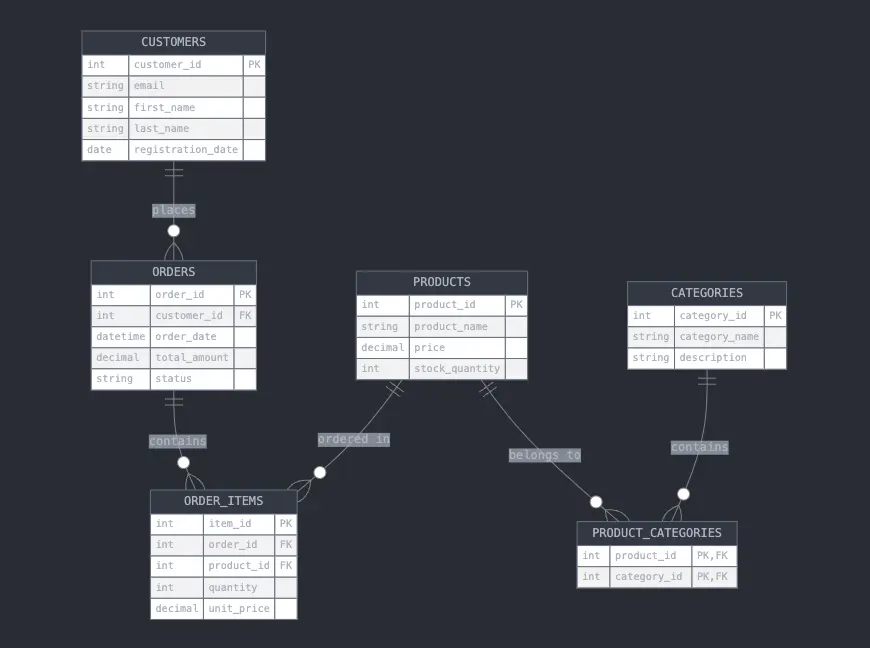 CUSTOMERS
int customer_id PK
string email
string first_name
string last_name
date registration_date
places
ORDERS
int order_id PK
int customer_id FK
datetime order_date
decimal total_amount
string status
PRODUCTS
int product_id PK
string product_name
decimal price
int stock_quantity
CATEGORIES
int category_id PK
string category_name
string description
contains
ordered in
belongs to
contains
ORDER_ITEMS
int item_id PK
int order_id FK
int product_id FK
int quantity
decimal unit_price
PRODUCT_CATEGORIES
int product_id PK,FK
int category_id PK,FK